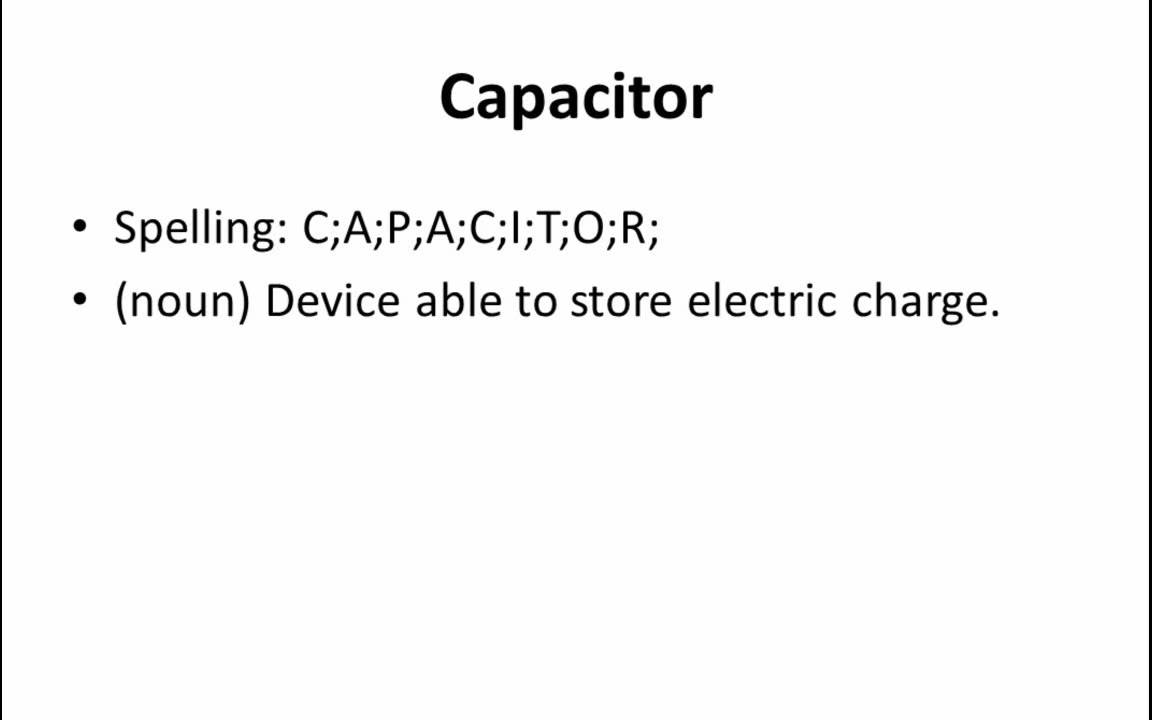 Capacitor
• Spelling: C;A;P;A;C;I;T;O;R;
• (noun) Device able to store electric charge.